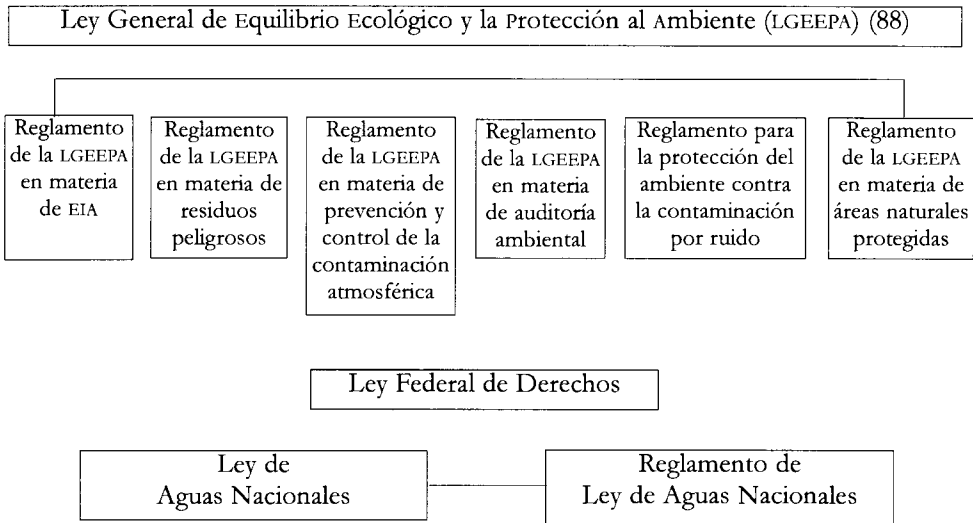 Ley General de Equilibrio Ecológico y la Protección al Ambiente (LGEEPA) (88)
Reglamento
de la LGEEPA
en materia
de EIA
Reglamento
de la LGEEPA
en materia de
residuos
peligrosos
Reglamento
de la LGEEPA
en materia de
prevención y
control de la
contaminación
atmosférica
Reglamento
de la LGEEPA
en materia
de auditoría
ambiental
Reglamento para
la protección del
ambiente contra
la contaminación
por ruido
Reglamento
de la LGEEPA
en materia de
áreas naturales
protegidas
Ley Federal de Derechos
Ley de
Aguas Nacionales
Reglamento de
Ley de Aguas Nacionales